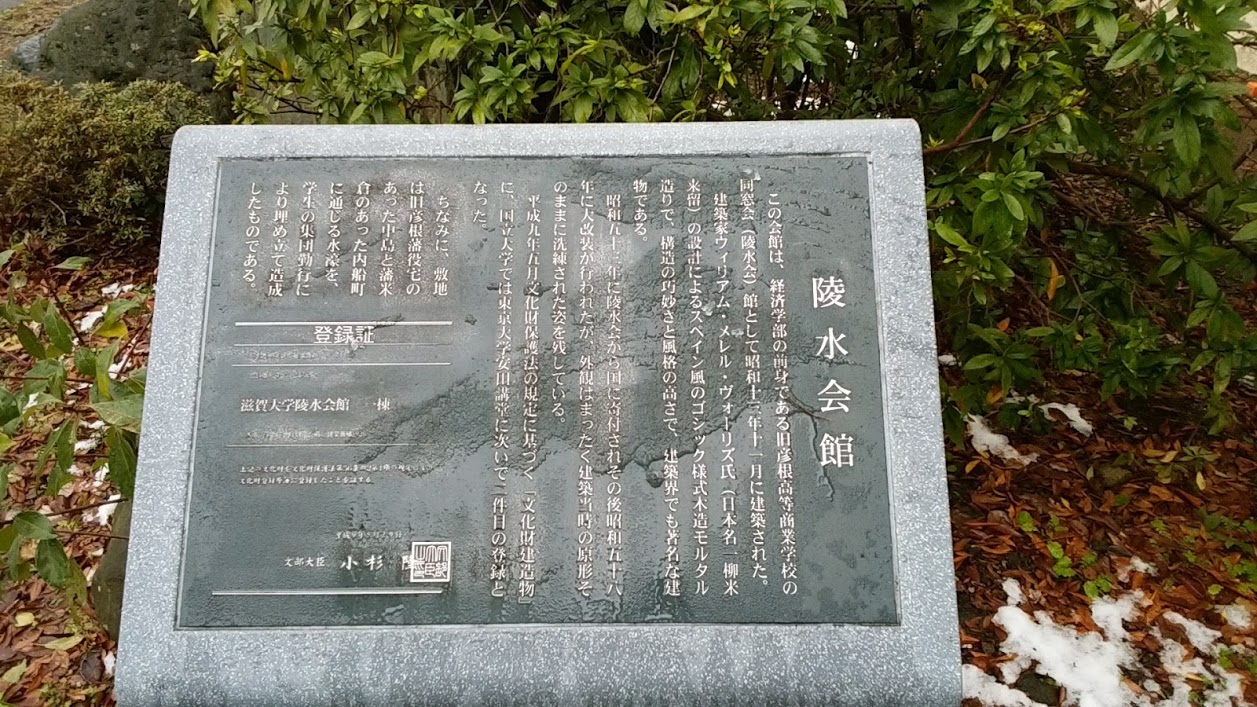 陵水会館
この会館は、経済学部の前身である旧彦根高等商業学校の
同窓会（陵水会）館として昭和十三年十一月に建築された。
建築家ウィリアム・メレル・ヴォーリズ氏（日本名一柳米
来留）の設計によるスペイン風のゴシック様式木造モルタル
造りで、構造の巧妙さと風格の高さで、建築界でも著名な建
物である。
昭和五十三年に陵水会から国に寄付されその後昭和五十八
年に大改装が行われたが、外観はまったく建築当時の原形そ
のままに洗練された姿を残している。
平成九年五月文化財保護法の規定に基づく「文化財建造物」
に、国立大学では東京大学安田講堂に次いで二件目の登録と
なった。
ちなみに、敷地
は旧彦根藩役宅の
あった中島と藩米
倉のあった内船町
に通じる水濠を、
学生の集団勤行に
より埋め立て造成
したものである。
登録証
滋賀大学陵水会館 一棟
文部大臣 小杉 隆